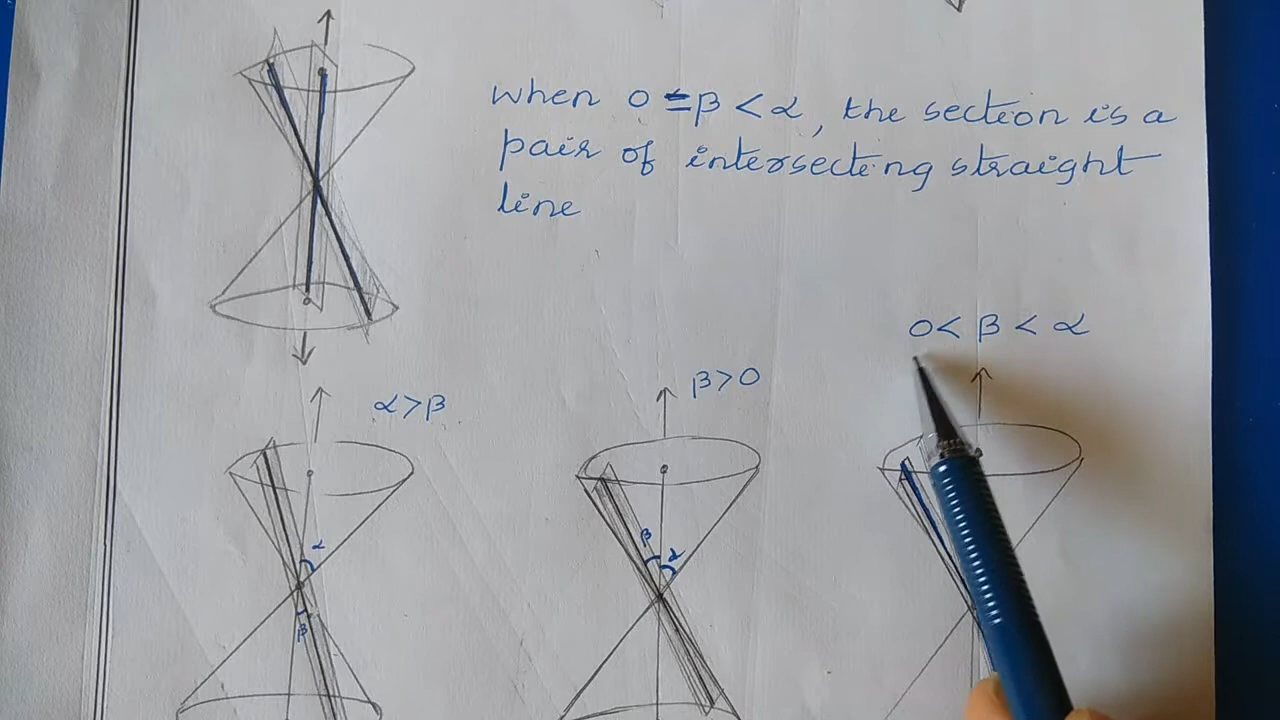 when 0 ≤ β < α, the section is a
pair of intersecting straight
line
0 < β < α
β > 0
α > β
α
β
β
α